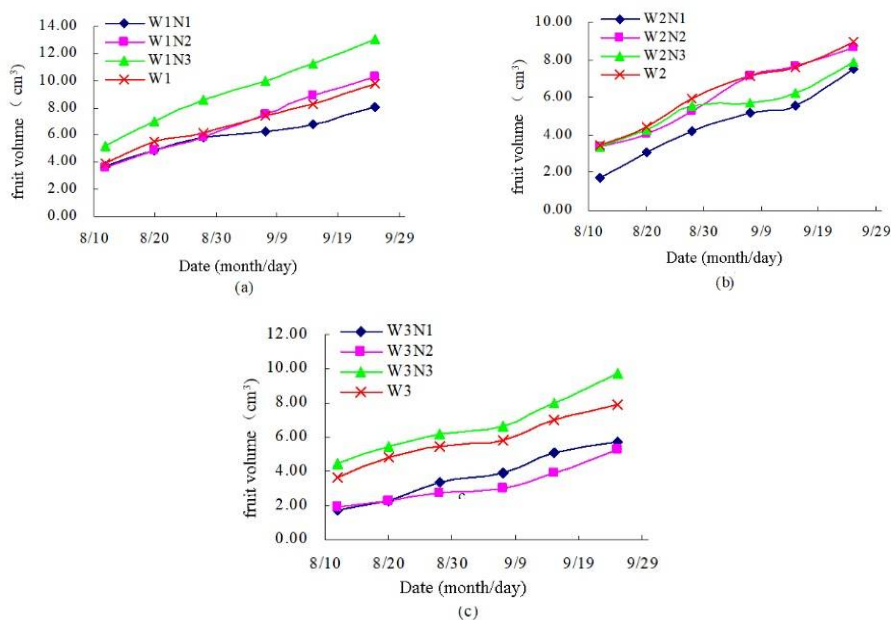 W1N1
W1N2
W1N3
W1
14.00
12.00
10.00
8.00
6.00
4.00
2.00
0.00
fruit volume ( cm³)
8/10 8/20 8/30 9/9 9/19 9/29
Date (month/day)
(a)
W2N1
W2N2
W2N3
W2
10.00
8.00
6.00
4.00
2.00
0.00
fruit volume ( cm³)
8/10 8/20 8/30 9/9 9/19 9/29
Date (month/day)
(b)
W3N1
W3N2
W3N3
W3
12.00
10.00
8.00
6.00
4.00
2.00
0.00
fruit volume ( cm³)
c
8/10 8/20 8/30 9/9 9/19 9/29
Date (month/day)
(c)